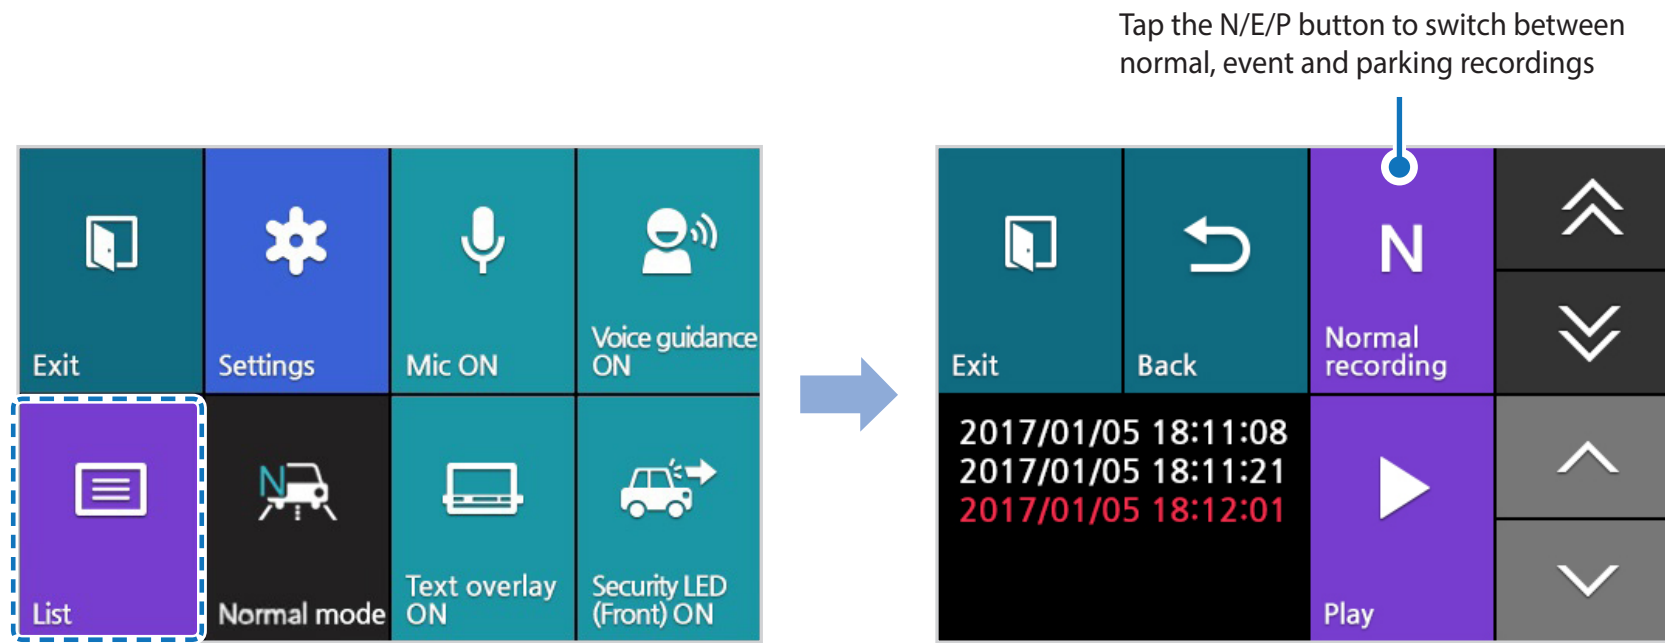 Tap the N/E/P button to switch between
normal, event and parking recordings
Exit
Settings
Mic ON
Voice guidance
ON
List
N
Normal mode
Text overlay
ON
Security LED
(Front) ON
Exit
Back
N
Normal
recording
2017/01/05 18:11:08
2017/01/05 18:11:21
2017/01/05 18:12:01
Play